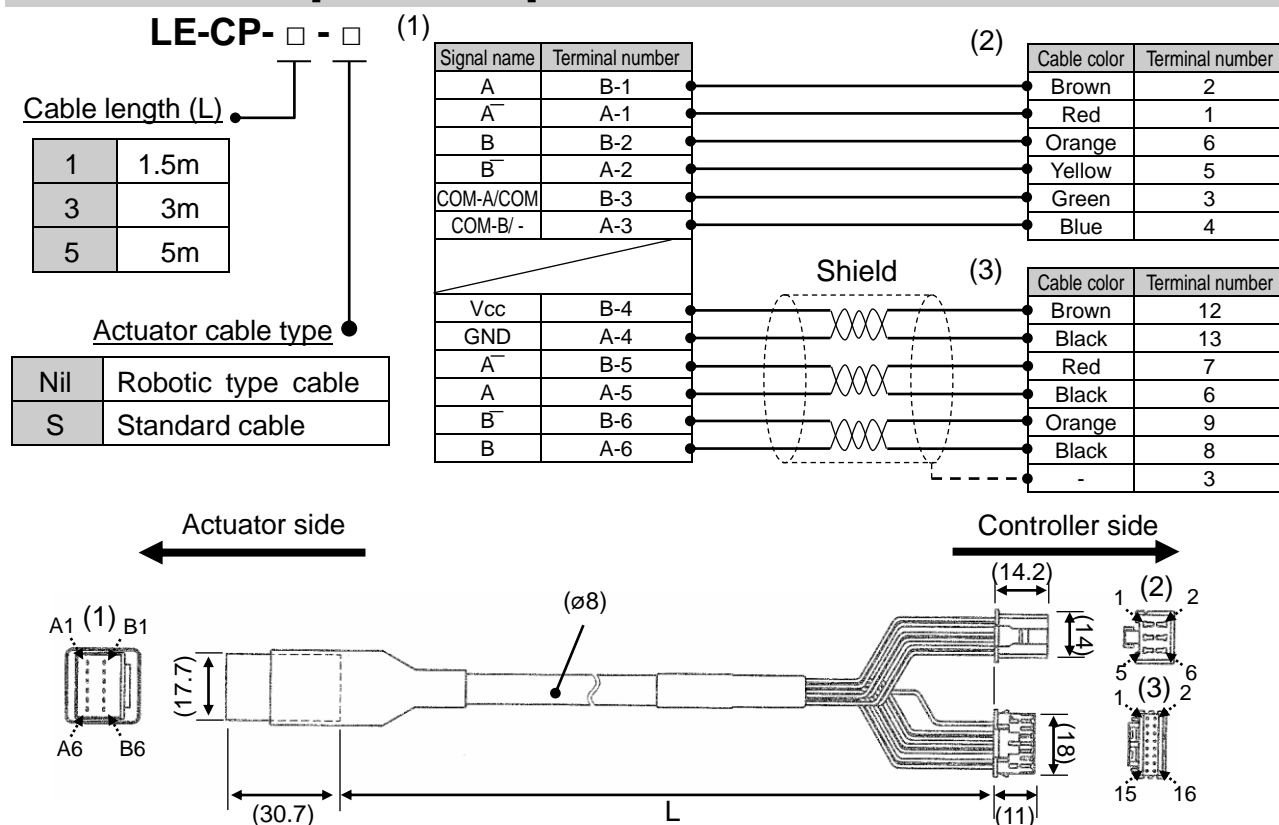 LE-CP- □ - □
Cable length (L)
1 1.5m
3 3m
5 5m
Actuator cable type
Nil Robotic type cable
S Standard cable
(1)
Signal name Terminal number
A B-1
A̅ A-1
B B-2
B̅ A-2
COM-A/COM B-3
COM-B/ - A-3
Vcc B-4
GND A-4
A̅ B-5
A A-5
B̅ B-6
B A-6
Shield
(2)
Cable color Terminal number
Brown 2
Red 1
Orange 6
Yellow 5
Green 3
Blue 4
(3)
Cable color Terminal number
Brown 12
Black 13
Red 7
Black 6
Orange 9
Black 8
- 3
Actuator side
Controller side
A1 (1) B1
A6 B6
(17.7)
(30.7)
(ø8)
L
(14.2)
(14)
(18)
(11)
1 (2) 2
5 6
1 (3) 2
15 16